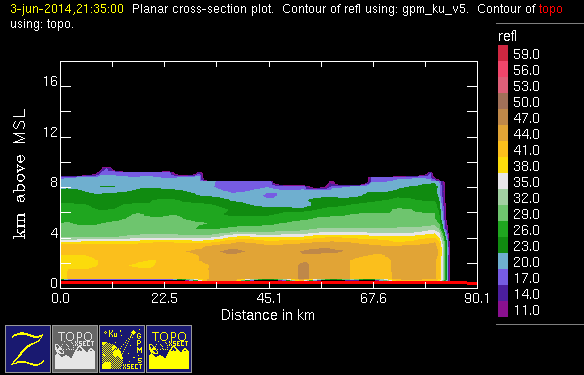 3-jun-2014,21:35:00 Planar cross-section plot. Contour of refl using: gpm_ku_v5. Contour of topo
using: topo.
refl
59.0
56.0
53.0
50.0
47.0
44.0
41.0
38.0
35.0
32.0
29.0
26.0
23.0
20.0
17.0
14.0
11.0
km above MSL
16
12
8
4
0
0.0 22.5 45.1 67.6 90.1
Distance in km
Z
TOPO
XSECT
"Ku"
GPM
XS
TOPO
XSECT